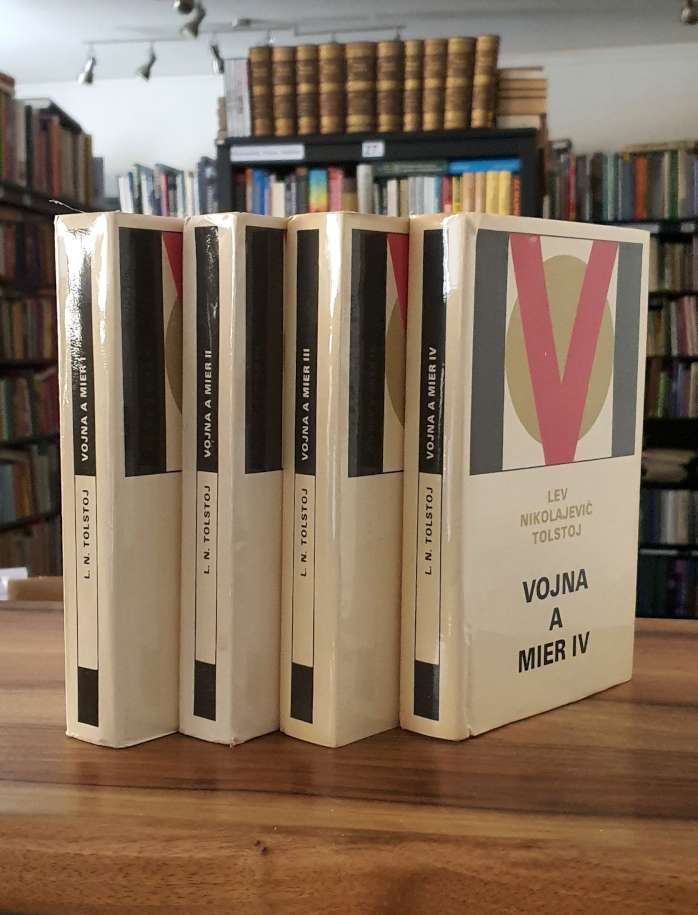 27
L. N. TOLSTOJ VOJNA A MIER I
L. N. TOLSTOJ VOJNA A MIER II
L. N. TOLSTOJ VOJNA A MIER III
L. N. TOLSTOJ VOJNA A MIER IV
LEV
NIKOLAJEVIČ
TOLSTOJ
VOJNA
A
MIER IV